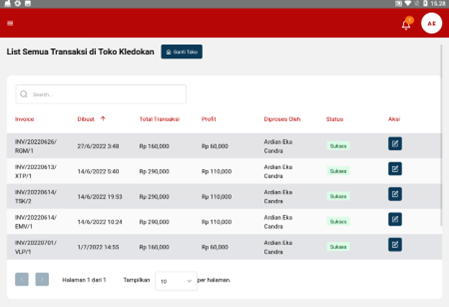 15.28
1
AE
List Semua Transaksi di Toko Kledokan
Ganti Toko
Search...
Invoice Dibuat Total Transaksi Profit Diproses Oleh Status Aksi
INV/20220626/
RGM/1
27/6/2022 3:48 Rp 160,000 Rp 60,000
Ardian Eka
Candra
Sukses
INV/20220613/
XTP/1
14/6/2022 5:40 Rp 290,000 Rp 110,000
Ardian Eka
Candra
Sukses
INV/20220614/
TSK/2
14/6/2022 19:53 Rp 290,000 Rp 110,000
Ardian Eka
Candra
Sukses
INV/20220614/
EMV/1
14/6/2022 10:24 Rp 290,000 Rp 110,000
Ardian Eka
Candra
Sukses
INV/20220701/
VLP/1
1/7/2022 14:55 Rp 160,000 Rp 60,000
Ardian Eka
Candra
Sukses
Halaman 1 dari 1 Tampilkan 10 per halaman.